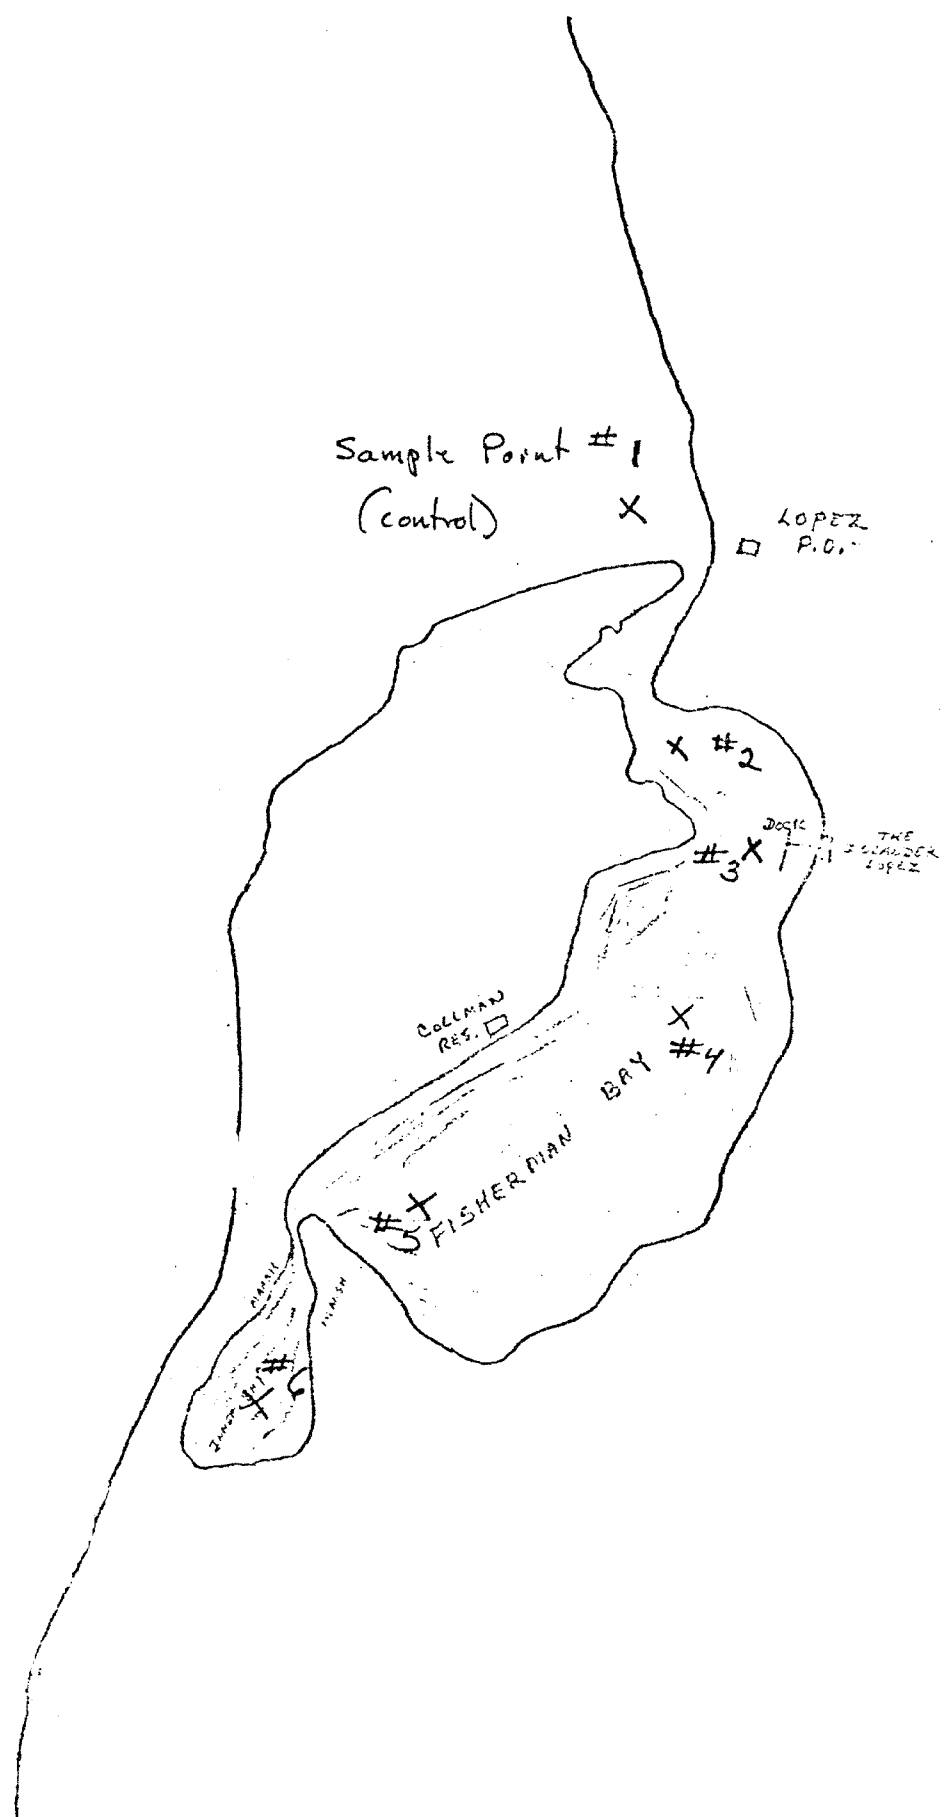 Sample Point #1
(control)
X
LOPEZ
P.O.
X #2
Dock
#3 X
THE
ISLANDER
LOPEZ
COLLMAN
RES.
X
#4
FISHERMAN BAY
#5 X
MARSH
MARSH
#6 X
INNER